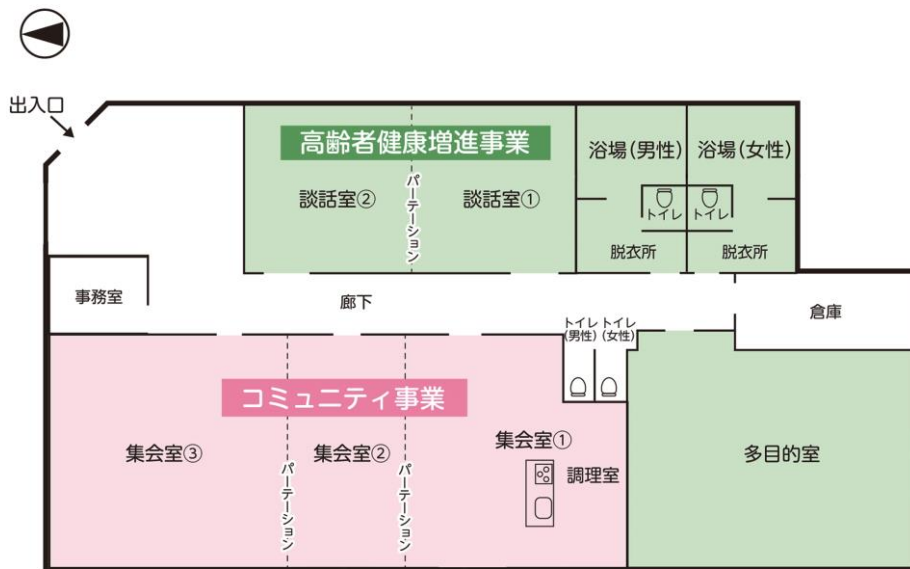 出入口
高齢者健康増進事業
談話室②
パーテーション
談話室①
浴場(男性)
浴場(女性)
トイレ
トイレ
脱衣所
脱衣所
事務室
廊下
倉庫
トイレ
(男性)
トイレ
(女性)
コミュニティ事業
集会室③
パーテーション
集会室②
パーテーション
集会室①
調理室
多目的室